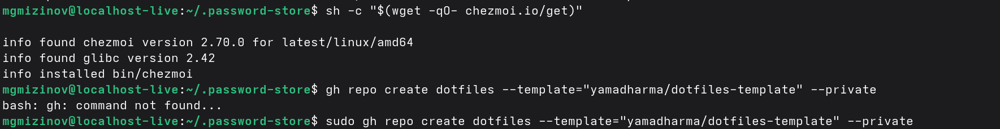 mgmizinov@localhost-live:~/.password-store$ sh -c "$(wget -qO- chezmoi.io/get)"
info found chezmoi version 2.70.0 for latest/linux/amd64
info found glibc version 2.42
info installed bin/chezmoi
mgmizinov@localhost-live:~/.password-store$ gh repo create dotfiles --template="yamadharma/dotfiles-template" --private
bash: gh: command not found...
mgmizinov@localhost-live:~/.password-store$ sudo gh repo create dotfiles --template="yamadharma/dotfiles-template" --private